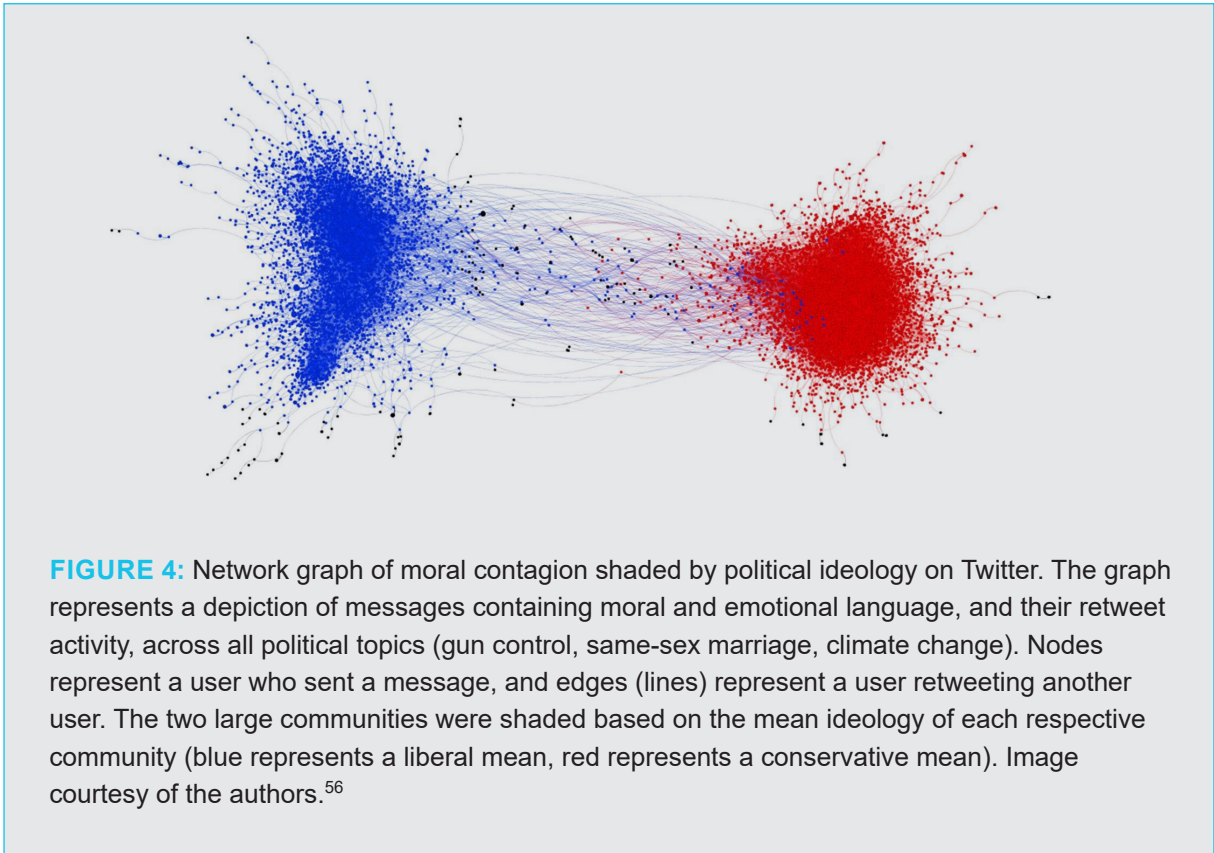 FIGURE 4: Network graph of moral contagion shaded by political ideology on Twitter. The graph
represents a depiction of messages containing moral and emotional language, and their retweet
activity, across all political topics (gun control, same-sex marriage, climate change). Nodes
represent a user who sent a message, and edges (lines) represent a user retweeting another
user. The two large communities were shaded based on the mean ideology of each respective
community (blue represents a liberal mean, red represents a conservative mean). Image
courtesy of the authors.56